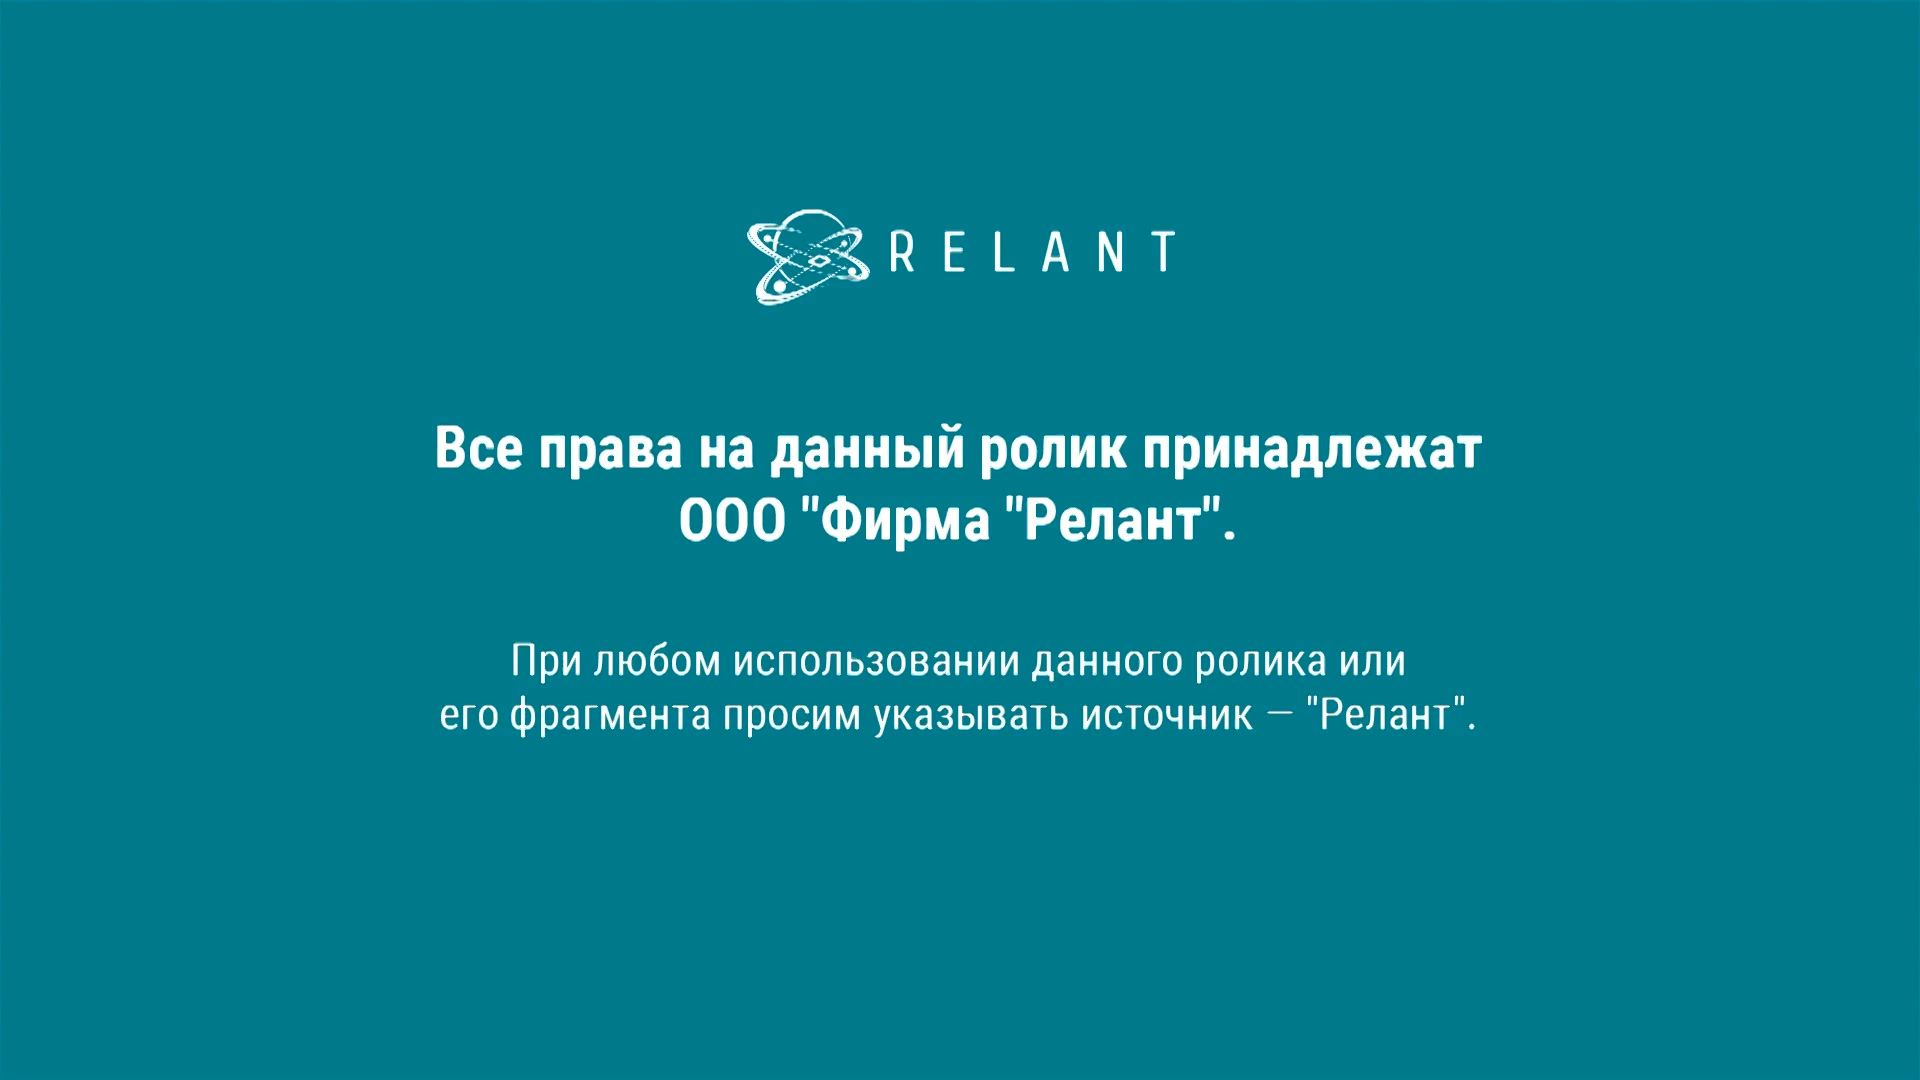 RELANT
Все права на данный ролик принадлежат
ООО "Фирма "Релант".
При любом использовании данного ролика или
его фрагмента просим указывать источник — "Релант".